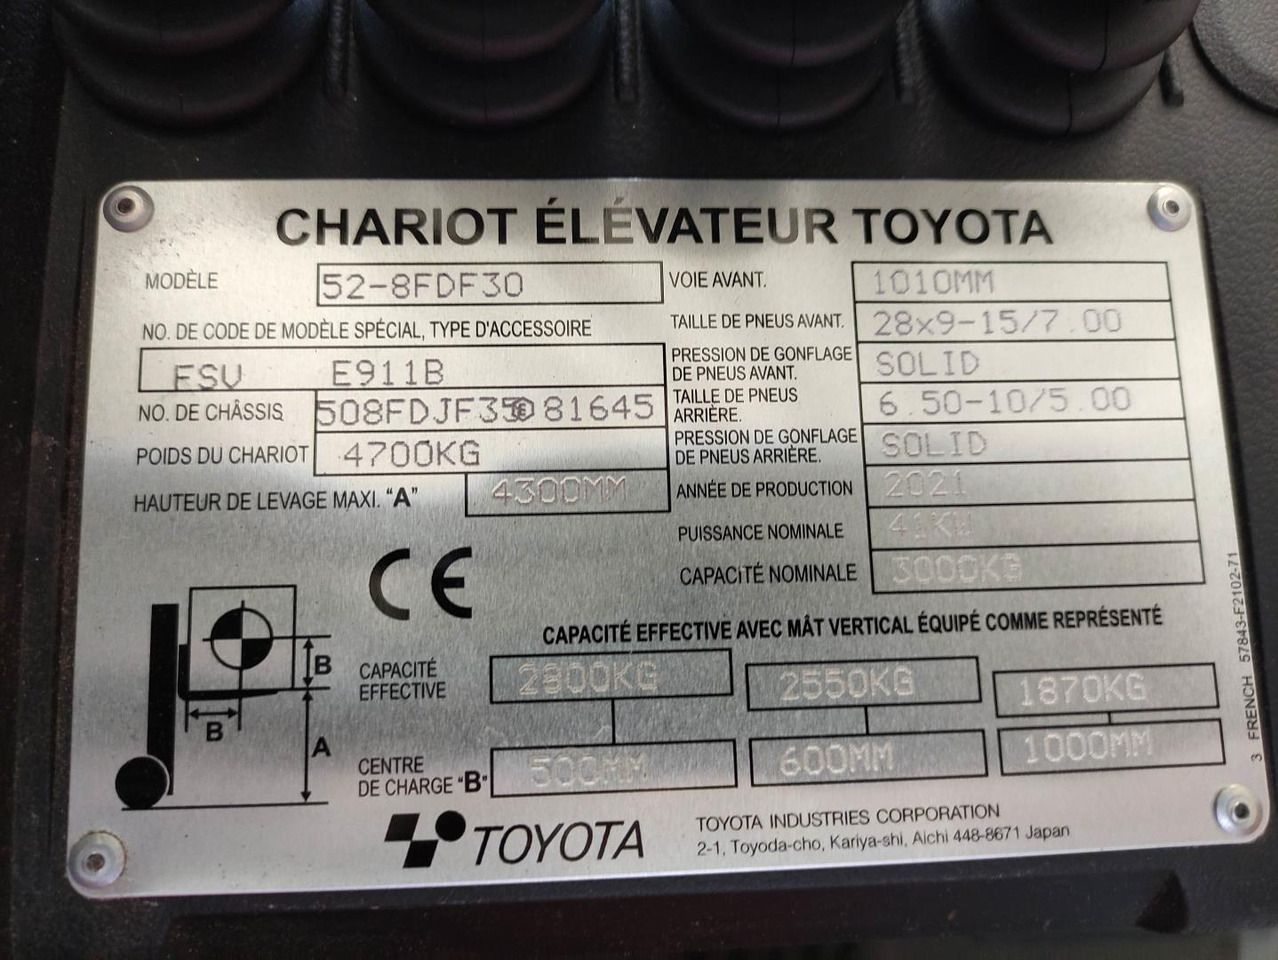 CHARIOT ÉLÉVATEUR TOYOTA
MODÈLE 52-8FDF30
NO. DE CODE DE MODÈLE SPÉCIAL, TYPE D'ACCESSOIRE
FSV E911B
NO. DE CHÂSSIS 508FDJF35 81645
POIDS DU CHARIOT 4700KG
HAUTEUR DE LEVAGE MAXI. "A" 4300MM
VOIE AVANT. 1010MM
TAILLE DE PNEUS AVANT. 28x9-15/7.00
PRESSION DE GONFLAGE
DE PNEUS AVANT. SOLID
TAILLE DE PNEUS
ARRIÈRE. 6.50-10/5.00
PRESSION DE GONFLAGE
DE PNEUS ARRIÈRE. SOLID
ANNÉE DE PRODUCTION 2021
PUISSANCE NOMINALE 41KW
CAPACiTÉ NOMINALE 3000KG
CE
CAPACITÉ EFFECTIVE AVEC MÂT VERTICAL ÉQUIPÉ COMME REPRÉSENTÉ
B
B
A
CAPACITÉ
EFFECTIVE
2800KG 2550KG 1870KG
CENTRE
DE CHARGE "B"
500MM 600MM 1000MM
TOYOTA
TOYOTA INDUSTRIES CORPORATION
2-1, Toyoda-cho, Kariya-shi, Aichi 448-8671 Japan
3 FRENCH 57843-F2102-71